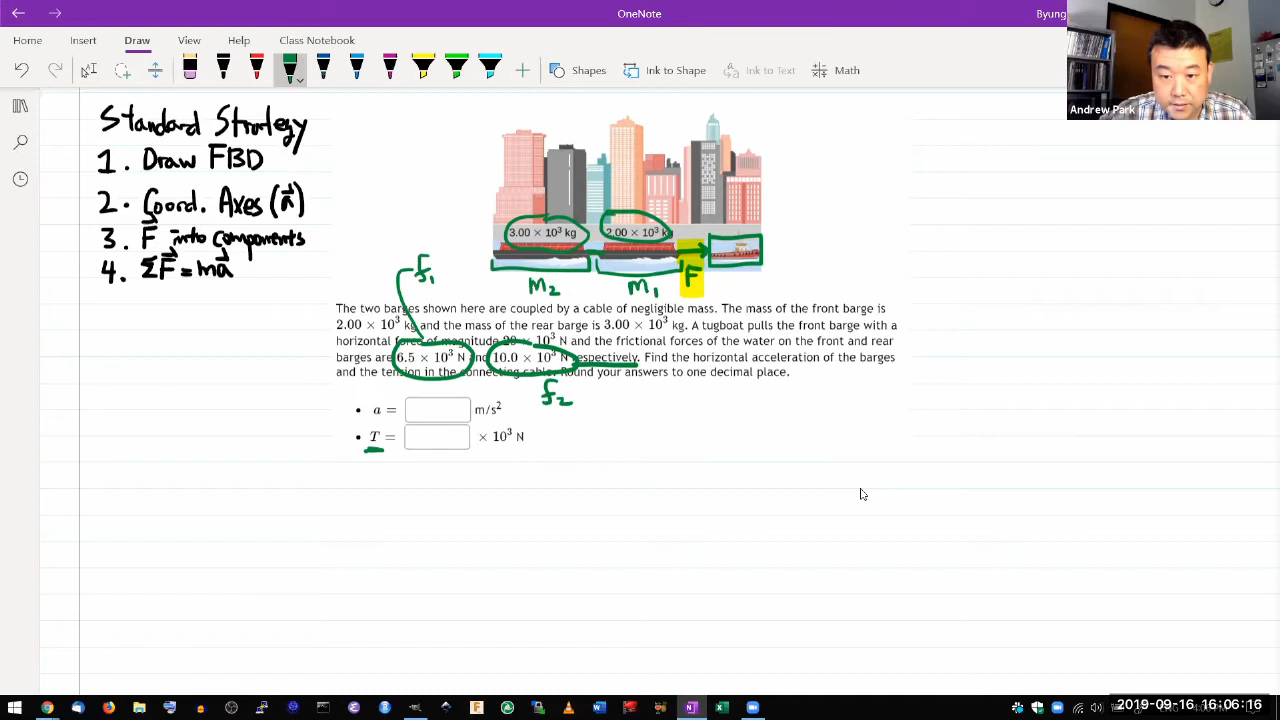 OneNote
Byung
Home Insert Draw View Help Class Notebook
Shapes Ink to Shape Ink to Text Math
Andrew Park
Standard Strategy
1. Draw FBD
2. Coord. Axes (a⃗)
3. F⃗ into components
4. ΣF⃗ = ma⃗
3.00 × 10³ kg 2.00 × 10³ kg
F
m₂ m₁
f₁
The two barges shown here are coupled by a cable of negligible mass. The mass of the front barge is
2.00 × 10³ kg and the mass of the rear barge is 3.00 × 10³ kg. A tugboat pulls the front barge with a
horizontal force of magnitude 20 × 10³ N and the frictional forces of the water on the front and rear
barges are 6.5 × 10³ N and 10.0 × 10³ N respectively. Find the horizontal acceleration of the barges
and the tension in the connecting cable. Round your answers to one decimal place.
f₂
• a = m/s²
• T = × 10³ N
2019-09-16 16:06:16